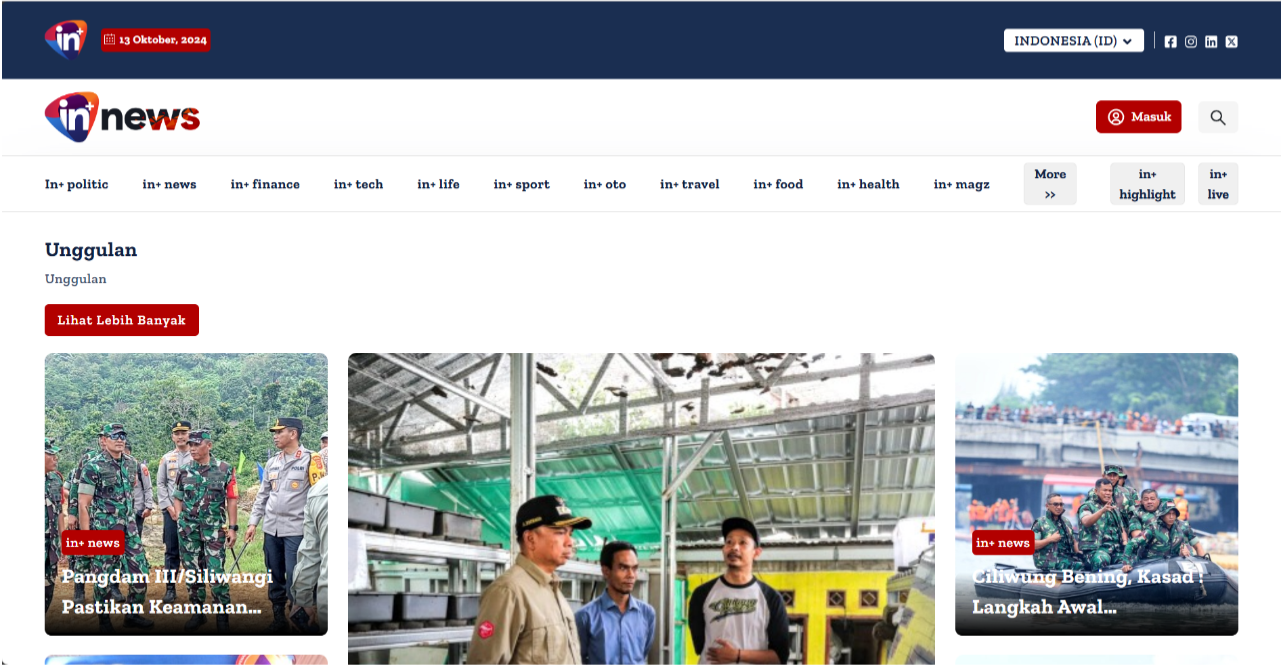 in+
13 Oktober, 2024
INDONESIA (ID)
in+ news
Masuk
In+ politic
in+ news
in+ finance
in+ tech
in+ life
in+ sport
in+ oto
in+ travel
in+ food
in+ health
in+ magz
More
>>
in+
highlight
in+
live
Unggulan
Unggulan
Lihat Lebih Banyak
in+ news
Pangdam III/Siliwangi
Pastikan Keamanan...
in+ news
Ciliwung Bening, Kasad !
Langkah Awal...